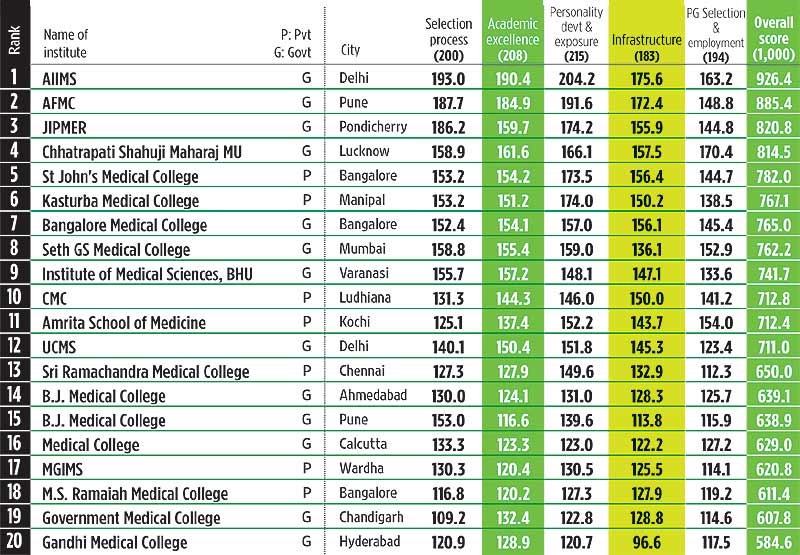 Rank Name of institute P: Pvt G: Govt City Selection process (200) Academic excellence (208) Personality devt & exposure (215) Infrastructure (183) PG Selection & employment (194) Overall score (1,000)
1 AIIMS G Delhi 193.0 190.4 204.2 175.6 163.2 926.4
2 AFMC G Pune 187.7 184.9 191.6 172.4 148.8 885.4
3 JIPMER G Pondicherry 186.2 159.7 174.2 155.9 144.8 820.8
4 Chhatrapati Shahuji Maharaj MU G Lucknow 158.9 161.6 166.1 157.5 170.4 814.5
5 St John's Medical College P Bangalore 153.2 154.2 173.5 156.4 144.7 782.0
6 Kasturba Medical College P Manipal 153.2 151.2 174.0 150.2 138.5 767.1
7 Bangalore Medical College G Bangalore 152.4 154.1 157.0 156.1 145.4 765.0
8 Seth GS Medical College G Mumbai 158.8 155.4 159.0 136.1 152.9 762.2
9 Institute of Medical Sciences, BHU G Varanasi 155.7 157.2 148.1 147.1 133.6 741.7
10 CMC P Ludhiana 131.3 144.3 146.0 150.0 141.2 712.8
11 Amrita School of Medicine P Kochi 125.1 137.4 152.2 143.7 154.0 712.4
12 UCMS G Delhi 140.1 150.4 151.8 145.3 123.4 711.0
13 Sri Ramachandra Medical College P Chennai 127.3 127.9 149.6 132.9 112.3 650.0
14 B.J. Medical College G Ahmedabad 130.0 124.1 131.0 128.3 125.7 639.1
15 B.J. Medical College G Pune 153.0 116.6 139.6 113.8 115.9 638.9
16 Medical College G Calcutta 133.3 123.3 123.0 122.2 127.2 629.0
17 MGIMS P Wardha 130.3 120.4 130.5 125.5 114.1 620.8
18 M.S. Ramaiah Medical College P Bangalore 116.8 120.2 127.3 127.9 119.2 611.4
19 Government Medical College G Chandigarh 109.2 132.4 122.8 128.8 114.6 607.8
20 Gandhi Medical College G Hyderabad 120.9 128.9 120.7 96.6 117.5 584.6